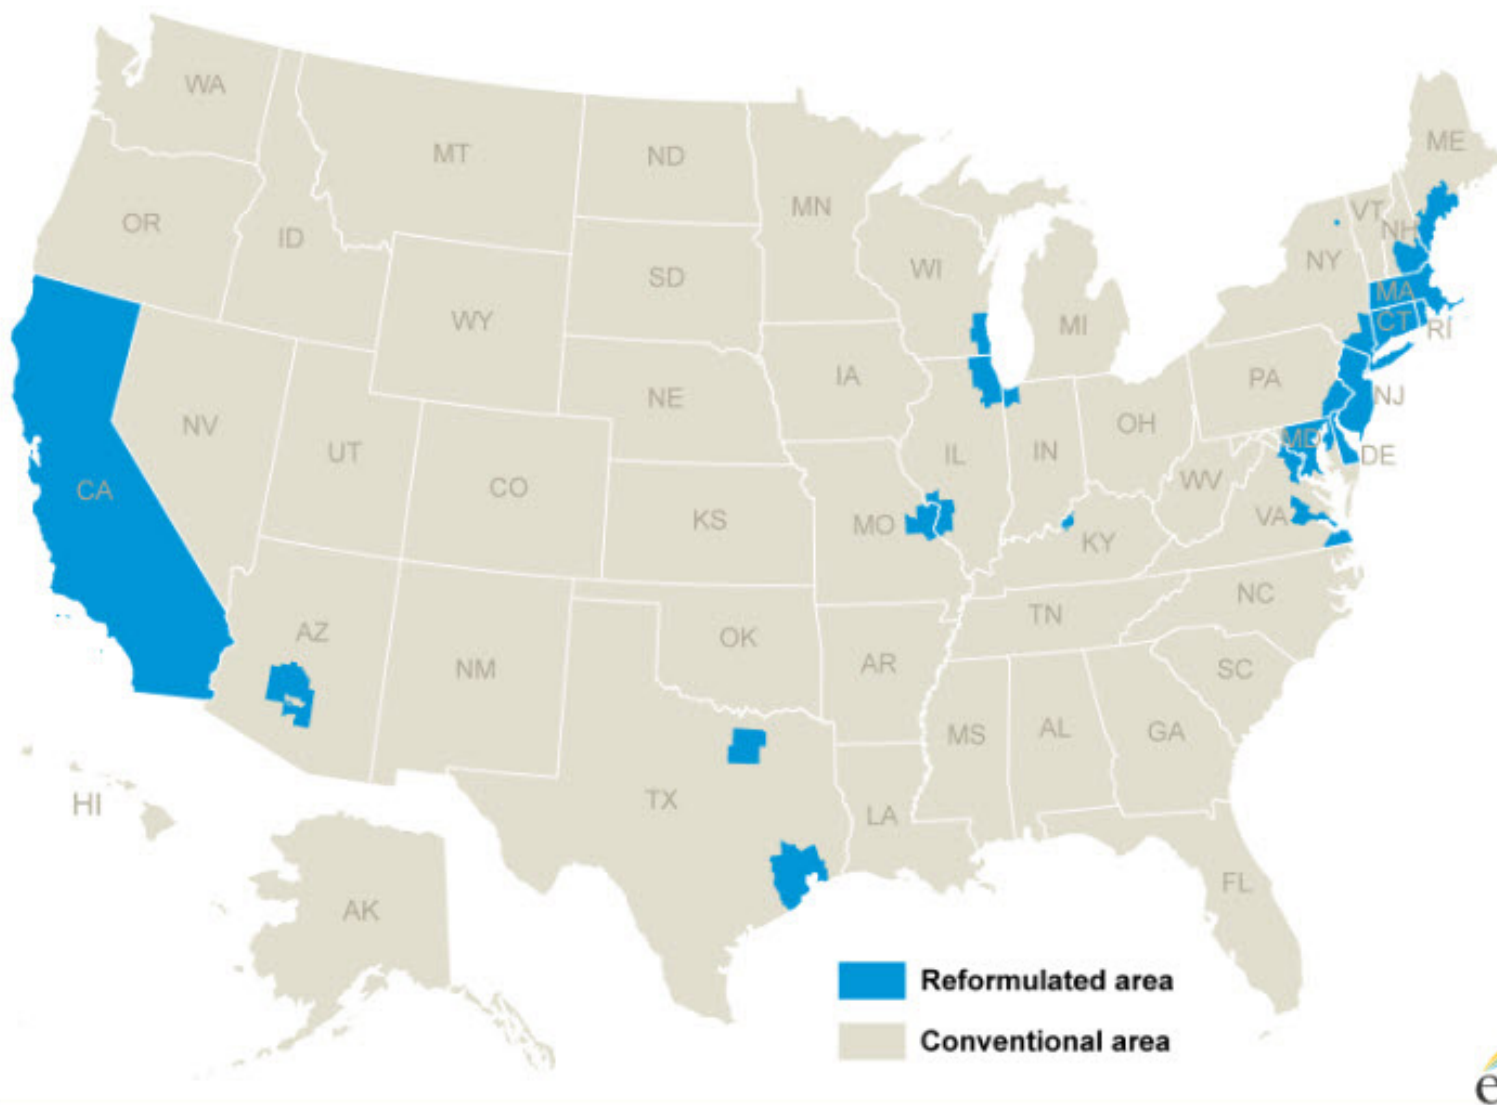 WA
MT
ND
MN
ME
OR
ID
SD
WI
MI
VT
NH
NY
MA
CT
RI
WY
IA
NE
PA
NJ
NV
UT
CO
IL
IN
OH
MD
DE
WV
VA
CA
KS
MO
KY
AZ
NM
OK
AR
TN
NC
SC
MS
AL
GA
TX
LA
FL
HI
AK
Reformulated area
Conventional area
e